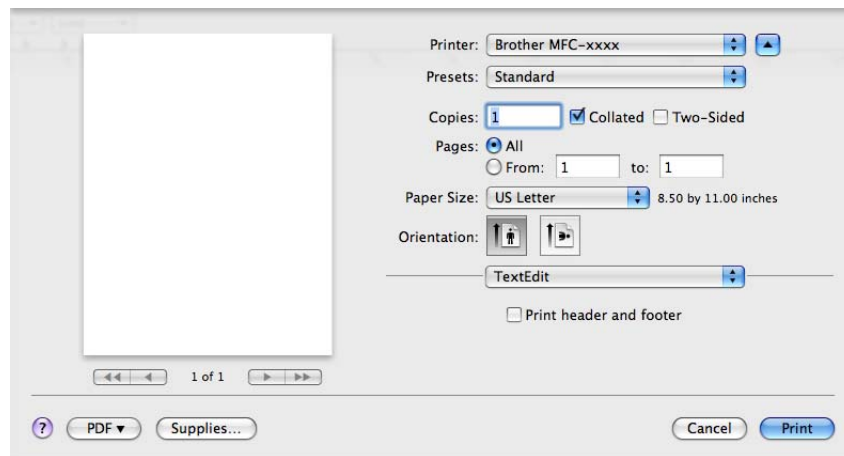 Printer: Brother MFC-xxxx
Presets: Standard
Copies: 1 Collated Two-Sided
Pages: All
From: 1 to: 1
Paper Size: US Letter 8.50 by 11.00 inches
Orientation:
TextEdit
Print header and footer
1 of 1
? PDF Supplies... Cancel Print